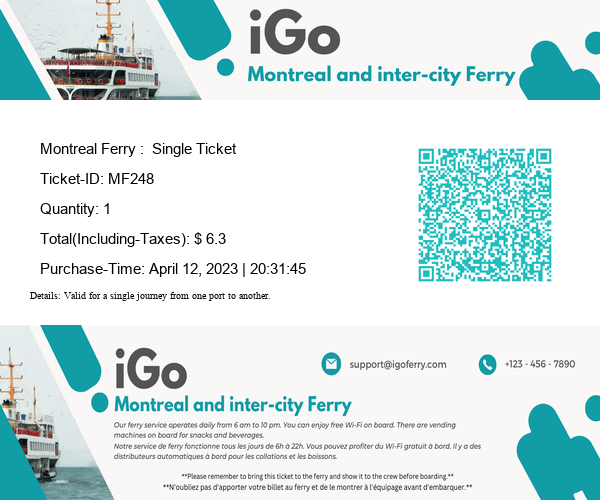 iGo
Montreal and inter-city Ferry
Montreal Ferry : Single Ticket
Ticket-ID: MF248
Quantity: 1
Total(Including-Taxes): $ 6.3
Purchase-Time: April 12, 2023 | 20:31:45
Details: Valid for a single journey from one port to another.
iGo
support@igoferry.com
+123 - 456 - 7890
Montreal and inter-city Ferry
Our ferry service operates daily from 6 am to 10 pm. You can enjoy free Wi-Fi on board. There are vending
machines on board for snacks and beverages.
Notre service de ferry fonctionne tous les jours de 6h à 22h. Vous pouvez profiter du Wi-Fi gratuit à bord. Il y a des
distributeurs automatiques à bord pour les collations et les boissons.
**Please remember to bring this ticket to the ferry and show it to the crew before boarding.**
**N'oubliez pas d'apporter votre billet au ferry et de le montrer à l'équipage avant d'embarquer.**